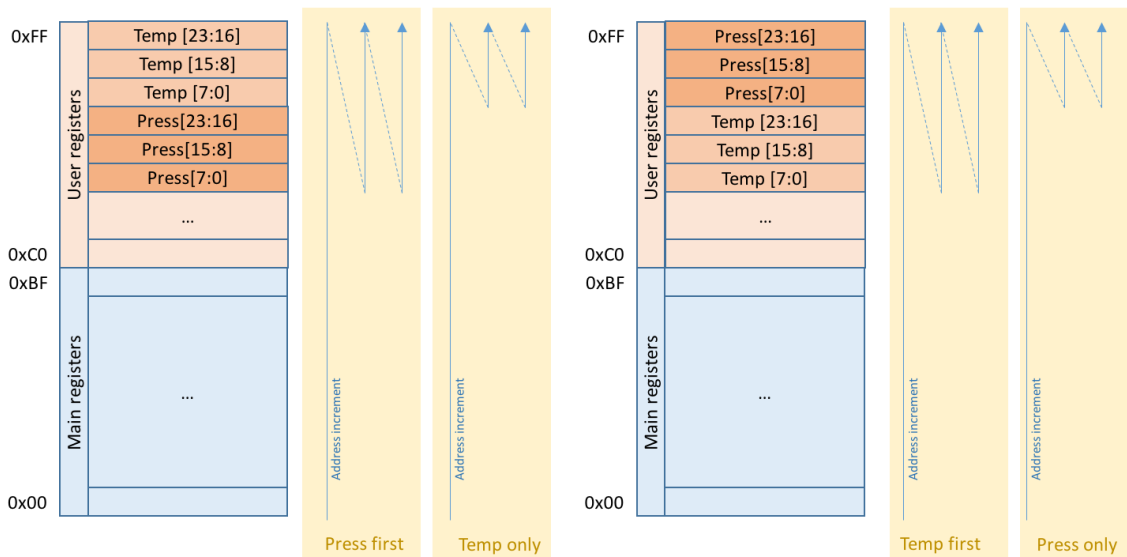 0xFF
User registers
Temp [23:16]
Temp [15:8]
Temp [7:0]
Press[23:16]
Press[15:8]
Press[7:0]
...
0xC0
0xBF
Main registers
...
0x00
Address increment
Press first
Address increment
Temp only
0xFF
User registers
Press[23:16]
Press[15:8]
Press[7:0]
Temp [23:16]
Temp [15:8]
Temp [7:0]
...
0xC0
0xBF
Main registers
...
0x00
Address increment
Temp first
Address increment
Press only